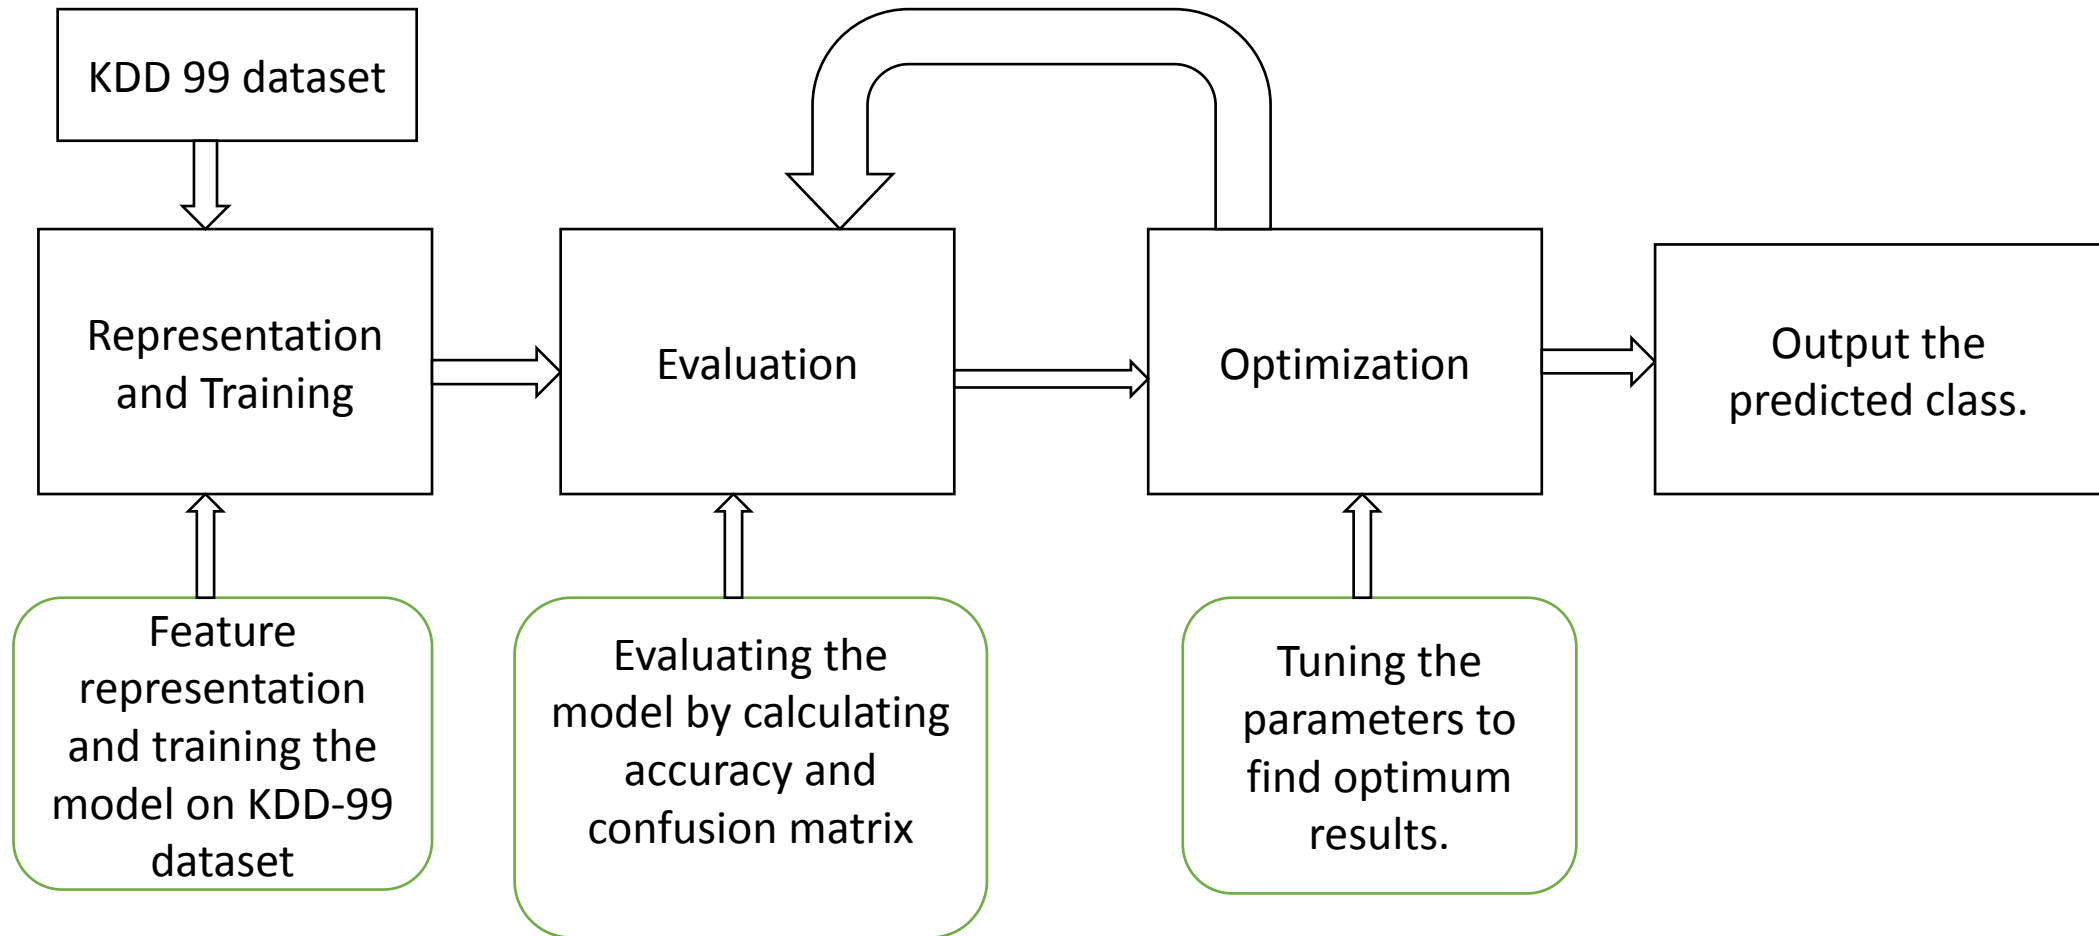 KDD 99 dataset
Representation
and Training
Evaluation
Optimization
Output the
predicted class.
Feature
representation
and training the
model on KDD-99
dataset
Evaluating the
model by calculating
accuracy and
confusion matrix
Tuning the
parameters to
find optimum
results.